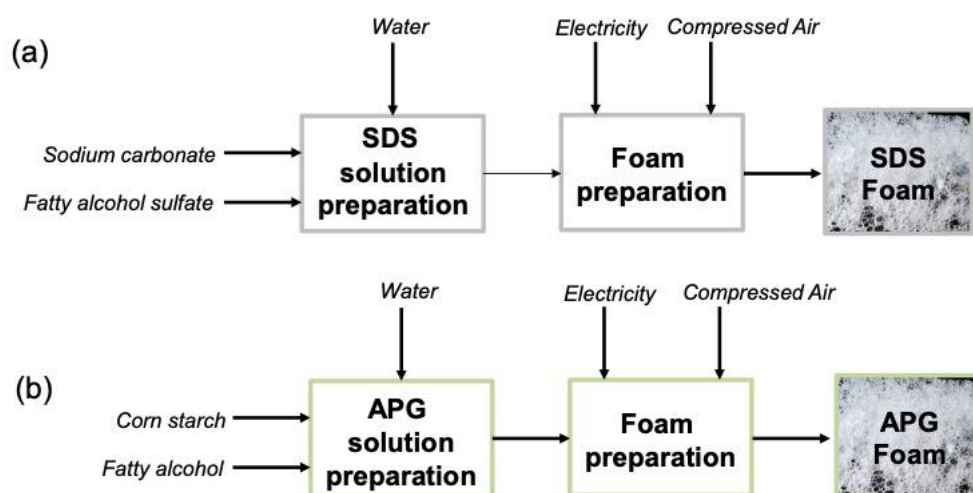 (a)
Water
Electricity
Compressed Air
Sodium carbonate
Fatty alcohol sulfate
SDS
solution
preparation
Foam
preparation
SDS
Foam
(b)
Water
Electricity
Compressed Air
Corn starch
Fatty alcohol
APG
solution
preparation
Foam
preparation
APG
Foam